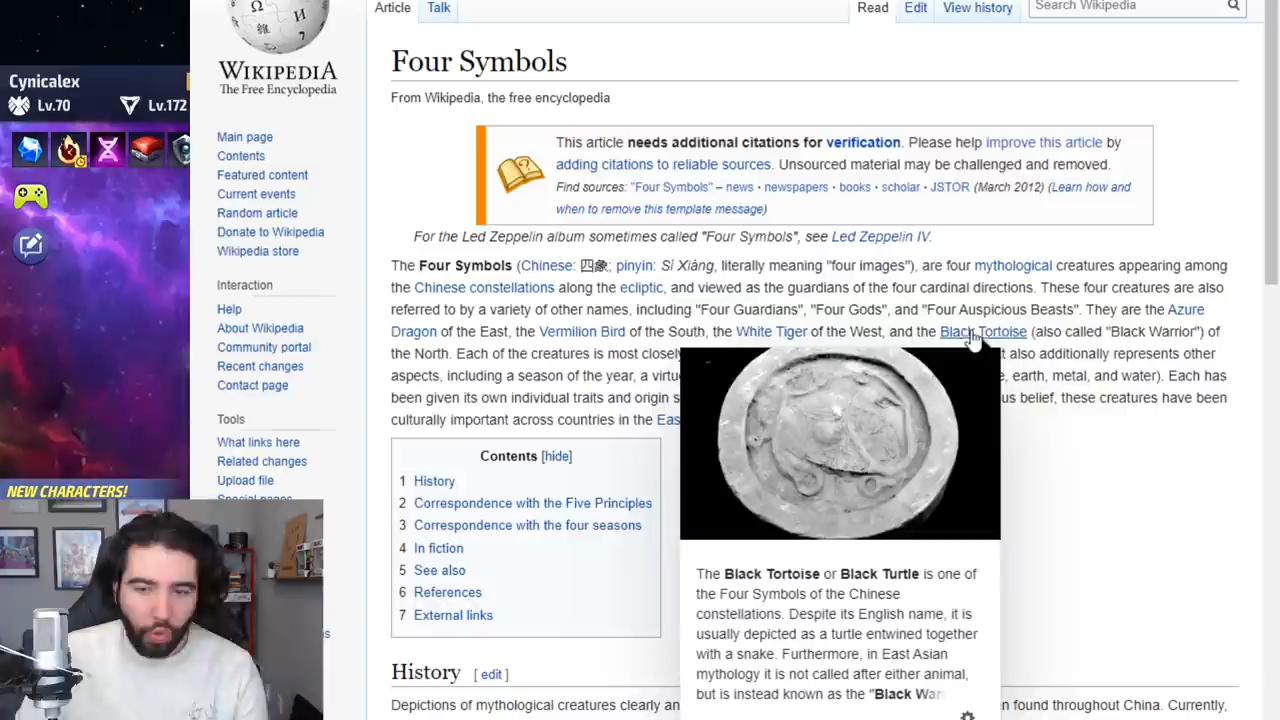 Article
Talk
Read
Edit
View history
Search Wikipedia
Cynicalex
Lv.70
Lv.172
WIKIPEDIA
The Free Encyclopedia
Main page
Contents
Featured content
Current events
Random article
Donate to Wikipedia
Wikipedia store
Interaction
Help
About Wikipedia
Community portal
Recent changes
Contact page
Tools
What links here
Related changes
Upload file
Special pages
NEW CHARACTERS!
Four Symbols
From Wikipedia, the free encyclopedia
This article needs additional citations for verification. Please help improve this article by
adding citations to reliable sources. Unsourced material may be challenged and removed.
Find sources: "Four Symbols" – news · newspapers · books · scholar · JSTOR (March 2012) (Learn how and
when to remove this template message)
For the Led Zeppelin album sometimes called "Four Symbols", see Led Zeppelin IV.
The Four Symbols (Chinese: 四象; pinyin: Sì Xiàng, literally meaning "four images"), are four mythological creatures appearing among
the Chinese constellations along the ecliptic, and viewed as the guardians of the four cardinal directions. These four creatures are also
referred to by a variety of other names, including "Four Guardians", "Four Gods", and "Four Auspicious Beasts". They are the Azure
Dragon of the East, the Vermilion Bird of the South, the White Tiger of the West, and the Black Tortoise (also called "Black Warrior") of
the North. Each of the creatures is most closely at also additionally represents other
aspects, including a season of the year, a virtu e, earth, metal, and water). Each has
been given its own individual traits and origin s us belief, these creatures have been
culturally important across countries in the Eas
Contents [hide]
1 History
2 Correspondence with the Five Principles
3 Correspondence with the four seasons
4 In fiction
5 See also
6 References
7 External links
The Black Tortoise or Black Turtle is one of
the Four Symbols of the Chinese
constellations. Despite its English name, it is
usually depicted as a turtle entwined together
with a snake. Furthermore, in East Asian
mythology it is not called after either animal,
but is instead known as the "Black War
History [ edit ]
Depictions of mythological creatures clearly an n found throughout China. Currently,